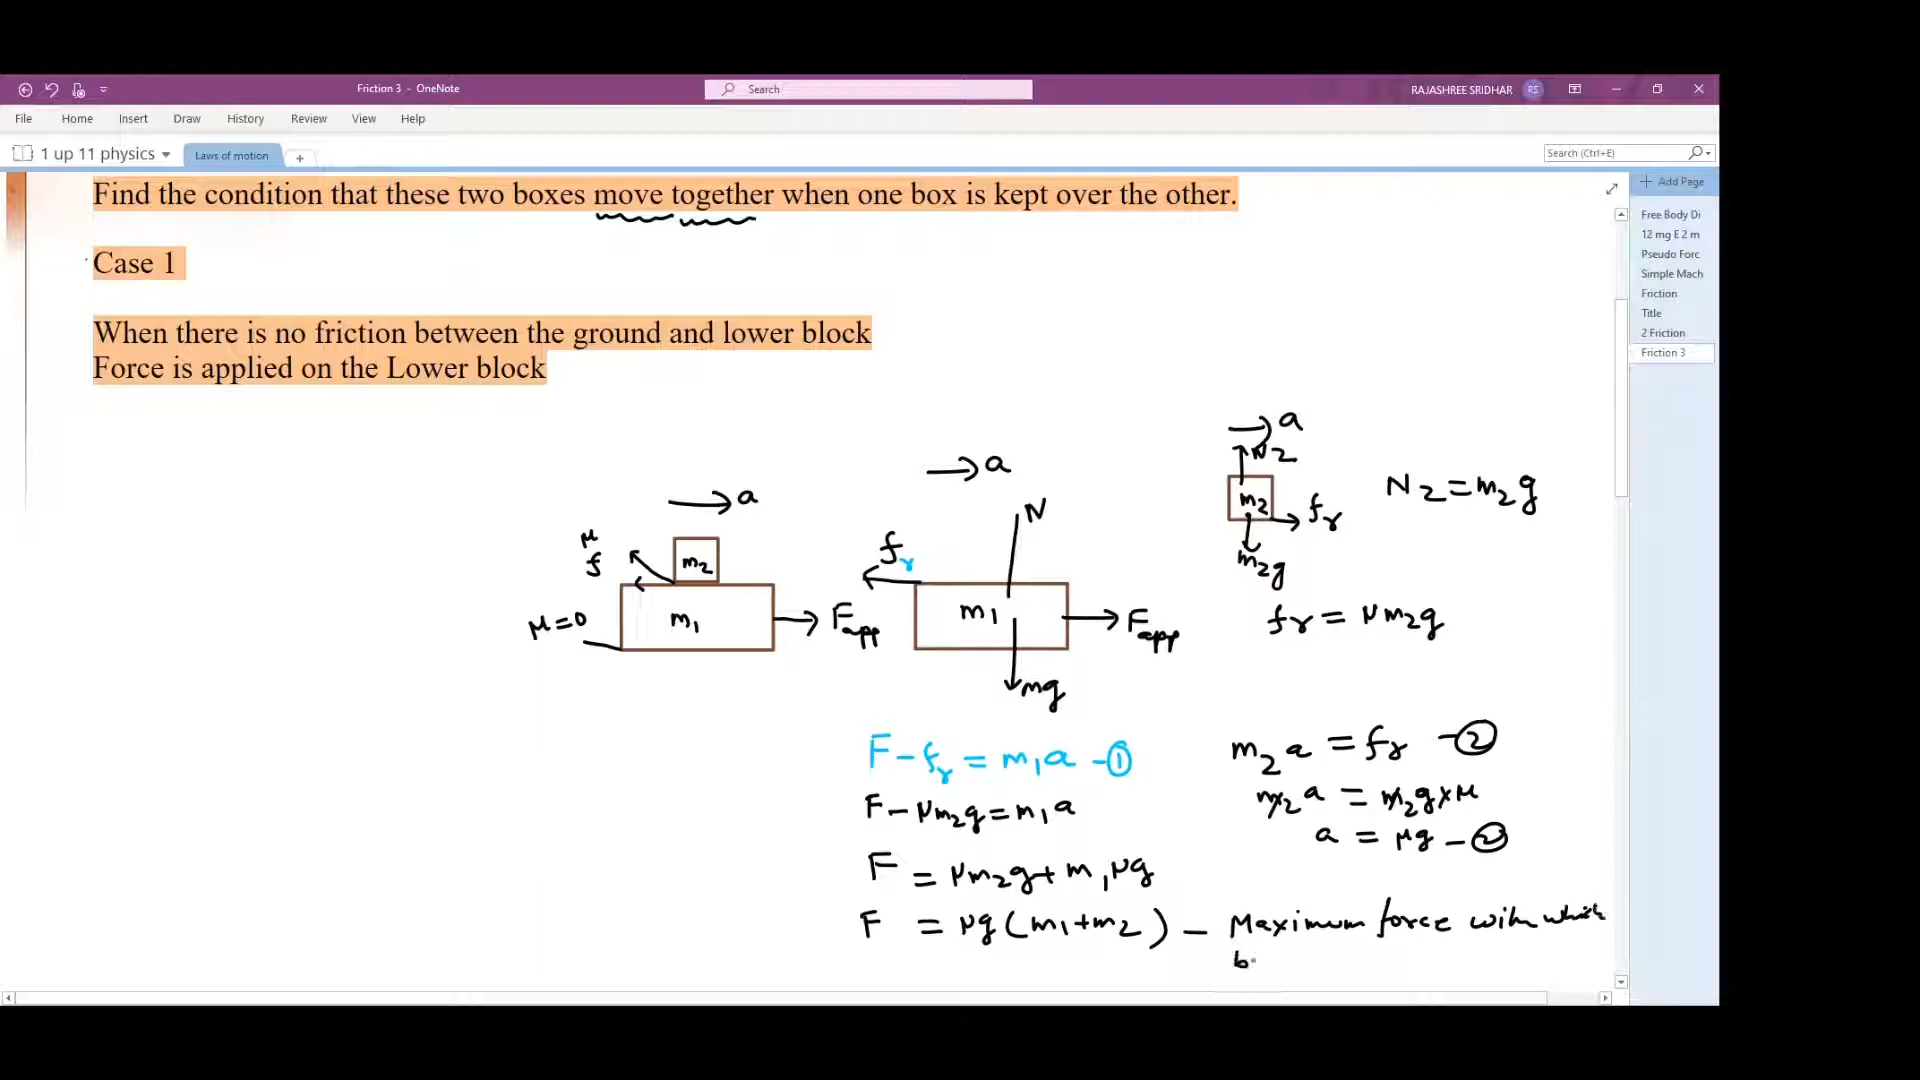 Friction 3 - OneNote
Search
RAJASHREE SRIDHAR
RS
File Home Insert Draw History Review View Help
1 up 11 physics
Laws of motion
+
Search (Ctrl+E)
Find the condition that these two boxes move together when one box is kept over the other.
Case 1
When there is no friction between the ground and lower block
Force is applied on the Lower block
+ Add Page
Free Body Di
12 mg E 2 m
Pseudo Forc
Simple Mach
Friction
Title
2 Friction
Friction 3
→a
μ
f
m₂
μ=0
m₁
F app
→a
N
fr
m₁
F app
mg
→a
N2
m₂
fr
m₂g
N2 = m₂g
fr = μm₂g
F - fr = m₁a - ①
F - μm₂g = m₁a
F = μm₂g + m₁μg
F = μg(m₁+m₂) - Maximum force with which
b
m₂a = fr - ②
m₂a = m₂g×μ
a = μg - ②